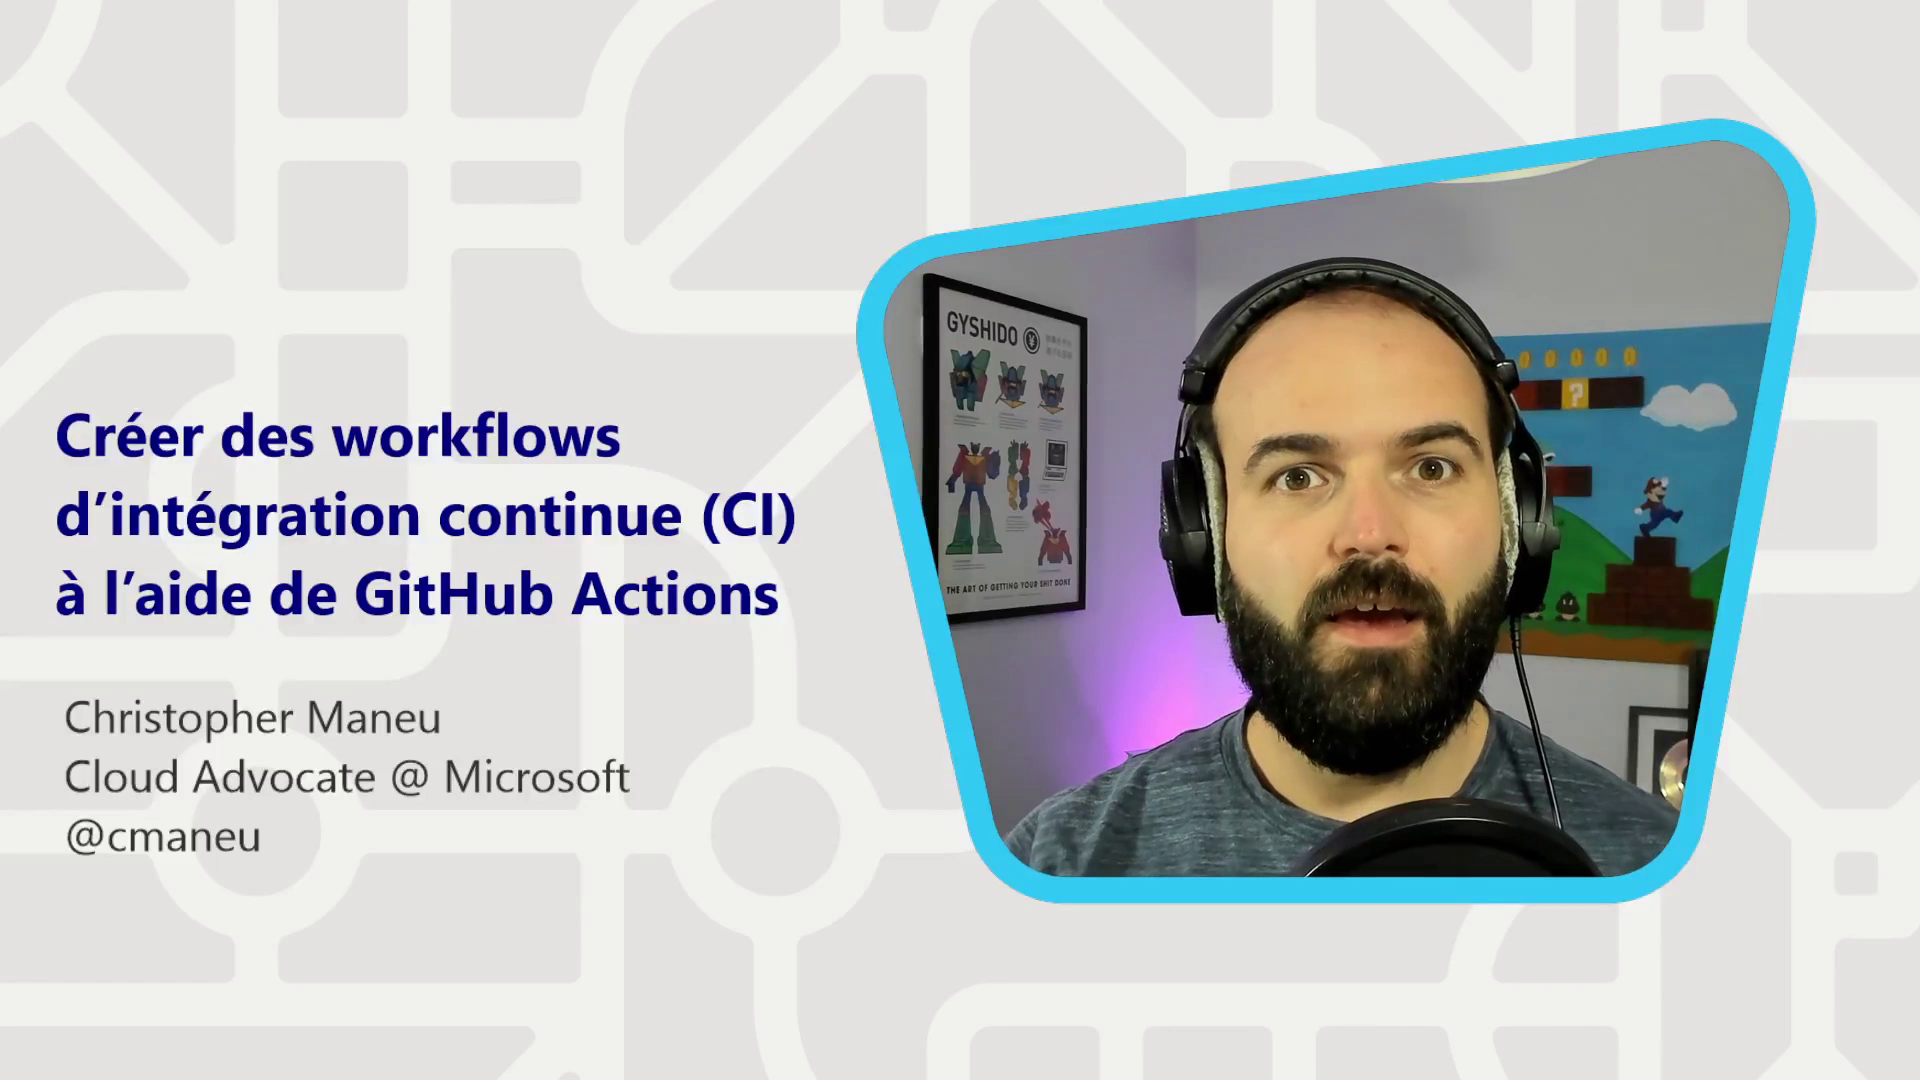 Créer des workflows
d’intégration continue (CI)
à l’aide de GitHub Actions
Christopher Maneu
Cloud Advocate @ Microsoft
@cmaneu
GYSHIDO
THE ART OF GETTING YOUR SHIT DONE
?